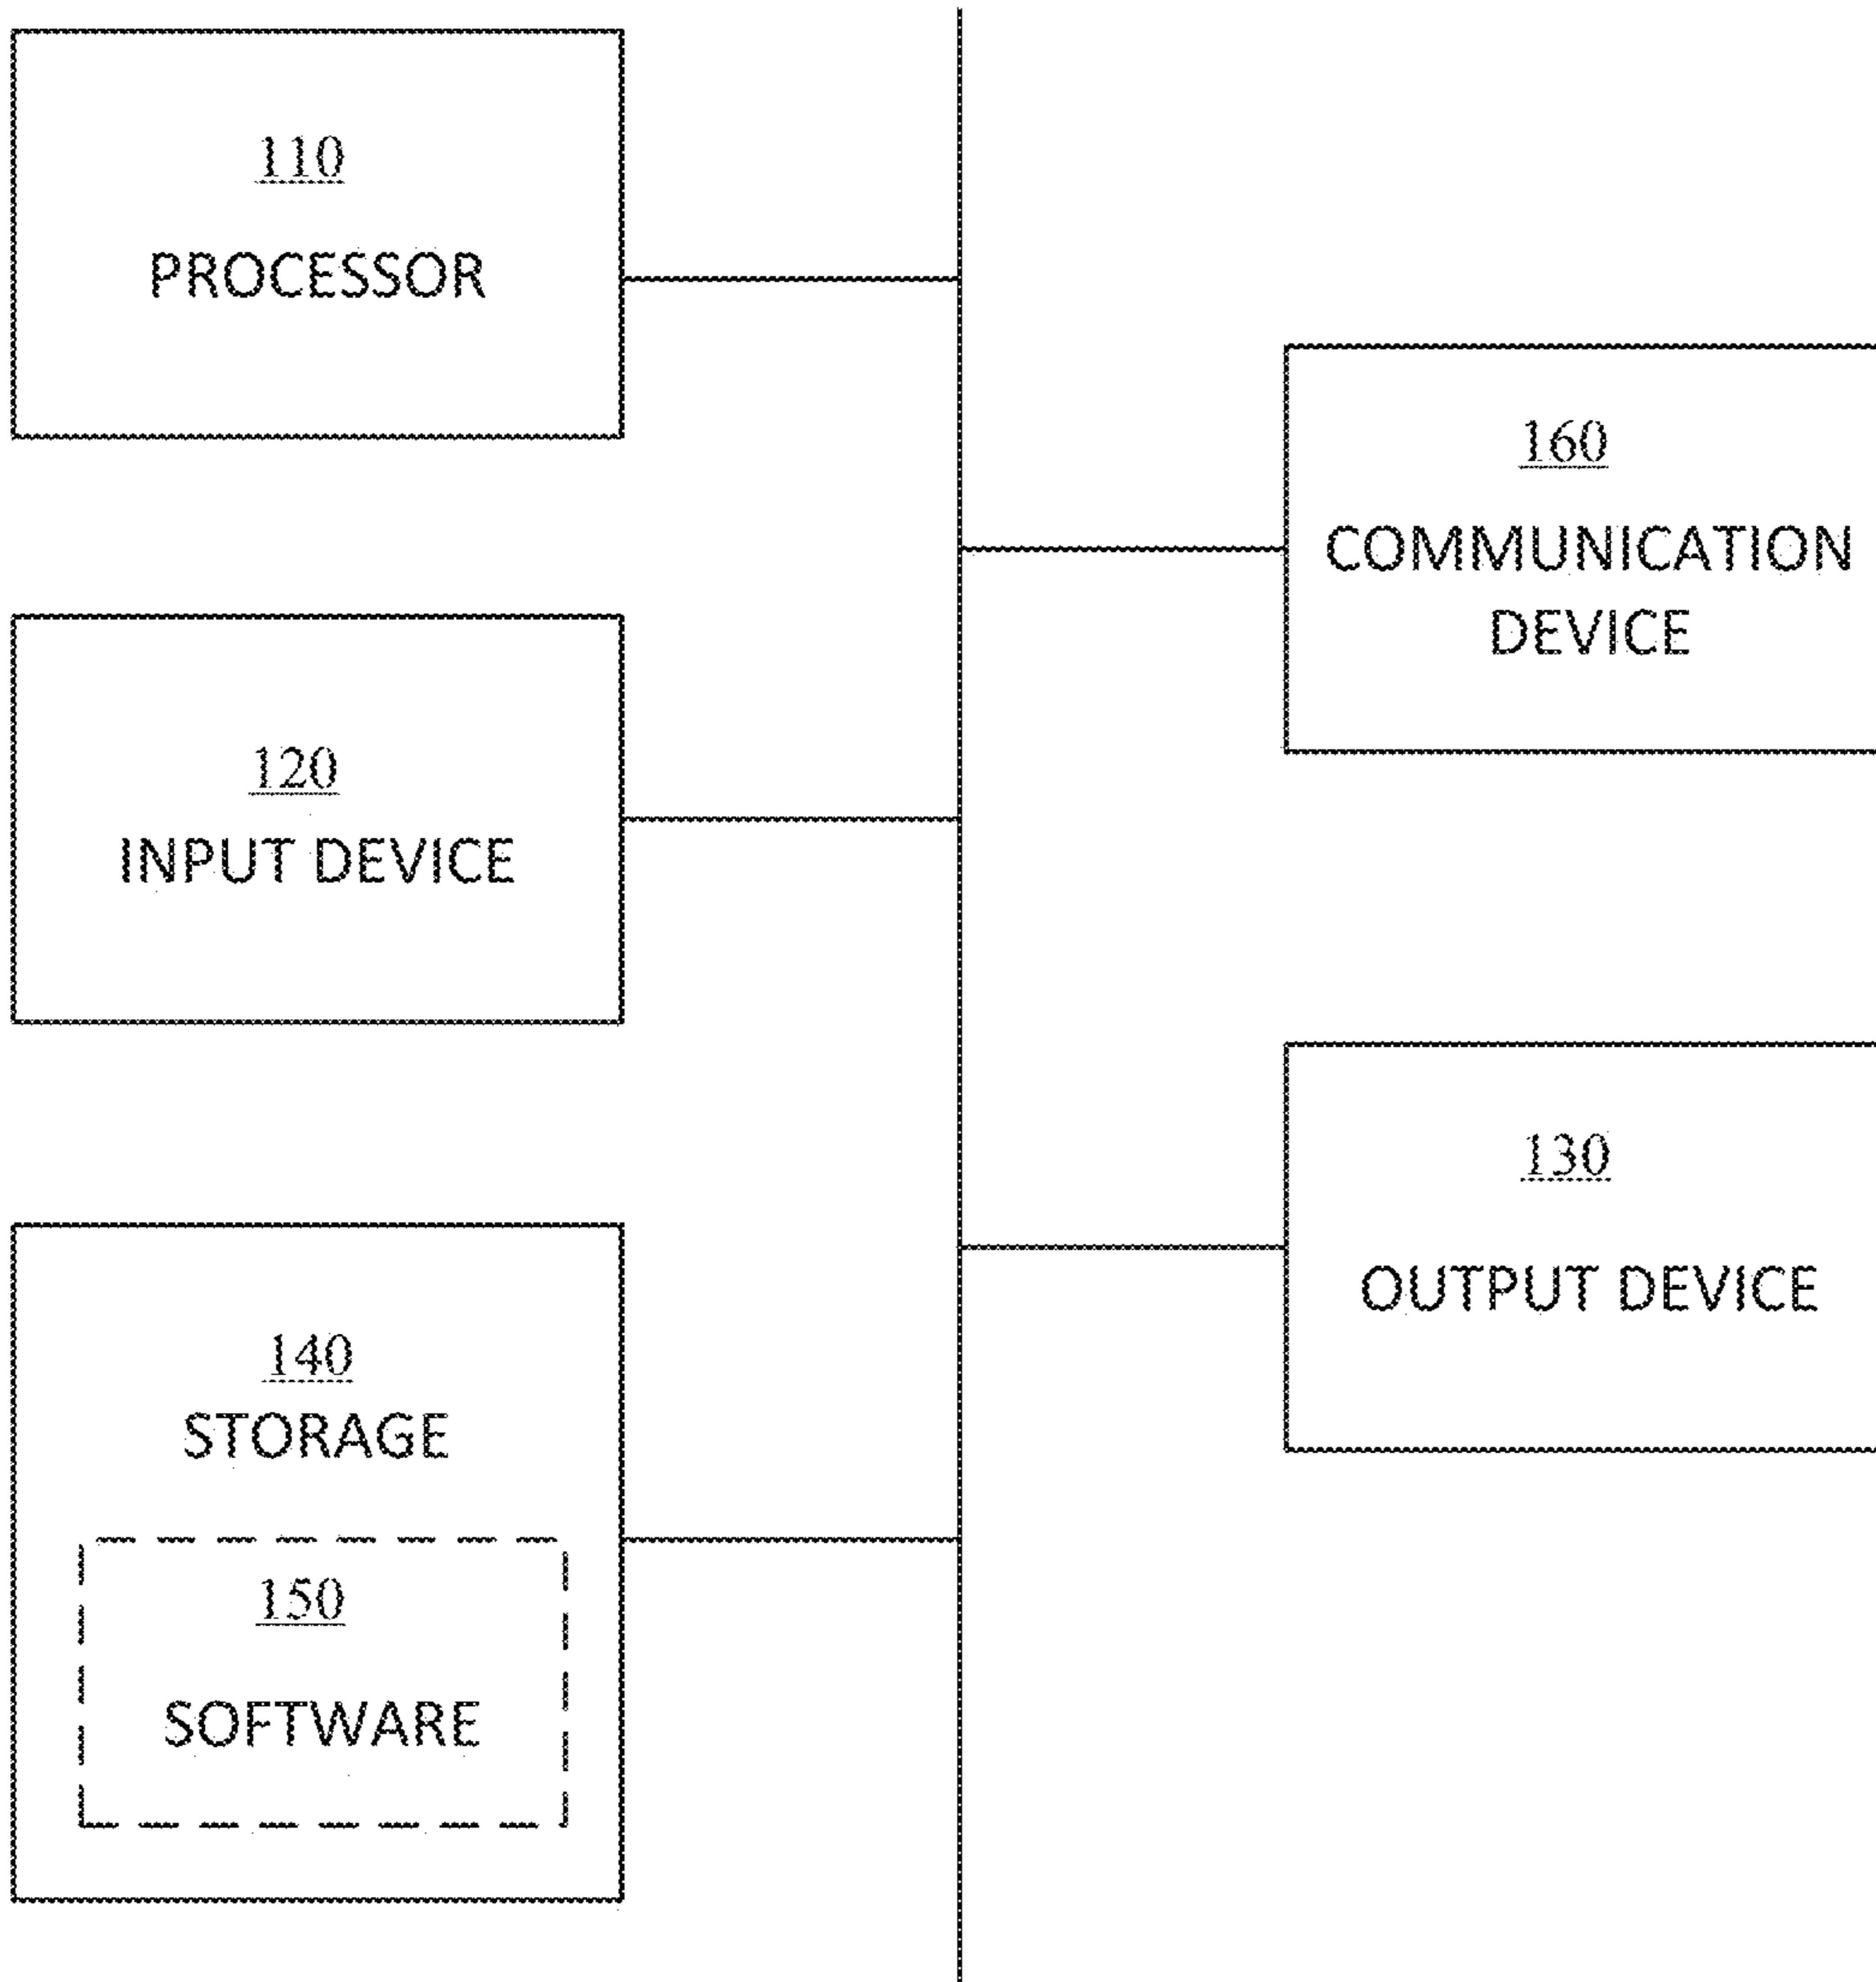 110
PROCESSOR
120
INPUT DEVICE
140
STORAGE
150
SOFTWARE
160
COMMUNICATION
DEVICE
130
OUTPUT DEVICE